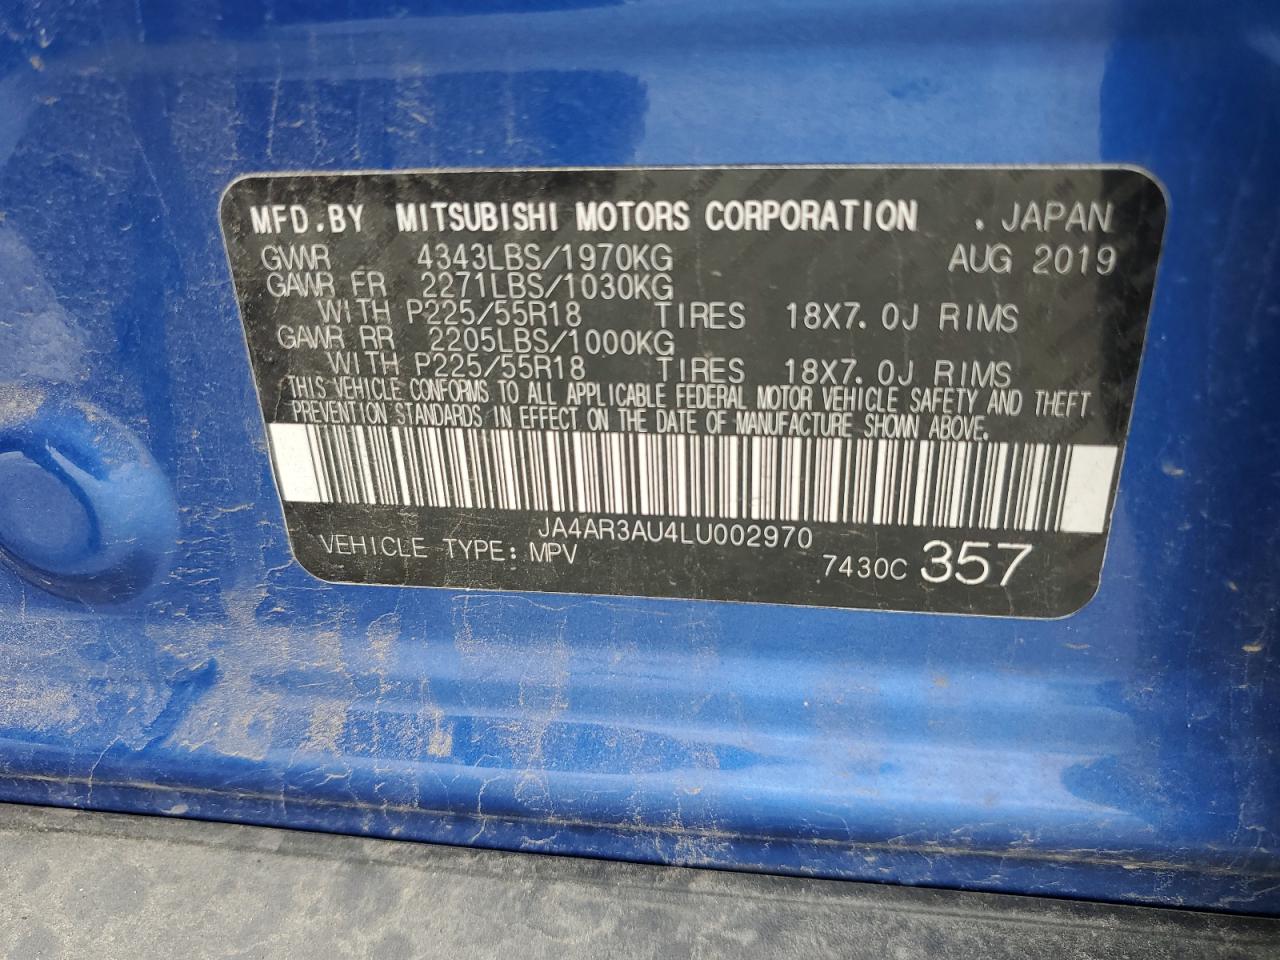 MFD.BY MITSUBISHI MOTORS CORPORATION . JAPAN
GVWR 4343LBS/1970KG AUG 2019
GAWR FR 2271LBS/1030KG
WITH P225/55R18 TIRES 18X7.0J RIMS
GAWR RR 2205LBS/1000KG
WITH P225/55R18 TIRES 18X7.0J RIMS
THIS VEHICLE CONFORMS TO ALL APPLICABLE FEDERAL MOTOR VEHICLE SAFETY AND THEFT
PREVENTION STANDARDS IN EFFECT ON THE DATE OF MANUFACTURE SHOWN ABOVE.
JA4AR3AU4LU002970
VEHICLE TYPE: MPV 7430C 357